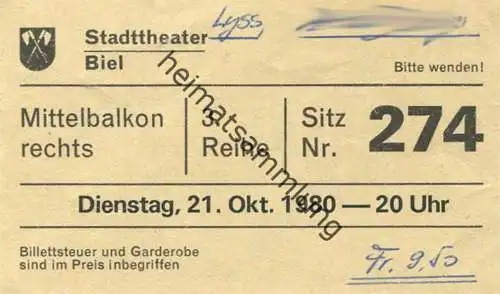 Lyss,
Stadttheater
Biel
Bitte wenden!
Mittelbalkon
rechts
Reihe
Sitz
Nr.
274
Dienstag, 21. Okt. 1980 — 20 Uhr
Billettsteuer und Garderobe
sind im Preis inbegriffen
Fr. 9,50
heimatsammlung